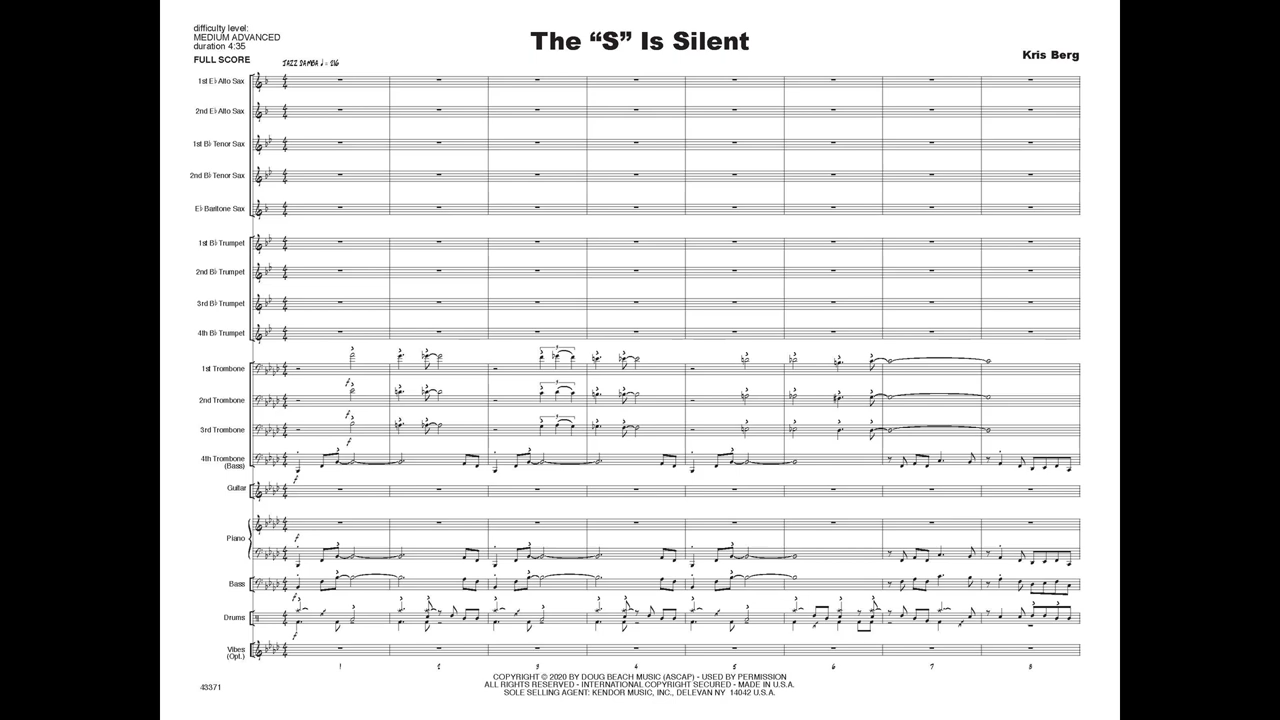 difficulty level:
MEDIUM ADVANCED
duration 4:35
The “S” Is Silent
Kris Berg
FULL SCORE
JAZZ SAMBA ♩ = 216
1st E♭ Alto Sax
2nd E♭ Alto Sax
1st B♭ Tenor Sax
2nd B♭ Tenor Sax
E♭ Baritone Sax
1st B♭ Trumpet
2nd B♭ Trumpet
3rd B♭ Trumpet
4th B♭ Trumpet
1st Trombone
2nd Trombone
3rd Trombone
4th Trombone
(Bass)
Guitar
Piano
Bass
Drums
Vibes
(Opt.)
1 2 3 4 5 6 7 8
43371
COPYRIGHT © 2020 BY DOUG BEACH MUSIC (ASCAP) - USED BY PERMISSION
ALL RIGHTS RESERVED - INTERNATIONAL COPYRIGHT SECURED - MADE IN U.S.A.
SOLE SELLING AGENT: KENDOR MUSIC, INC., DELEVAN NY 14042 U.S.A.